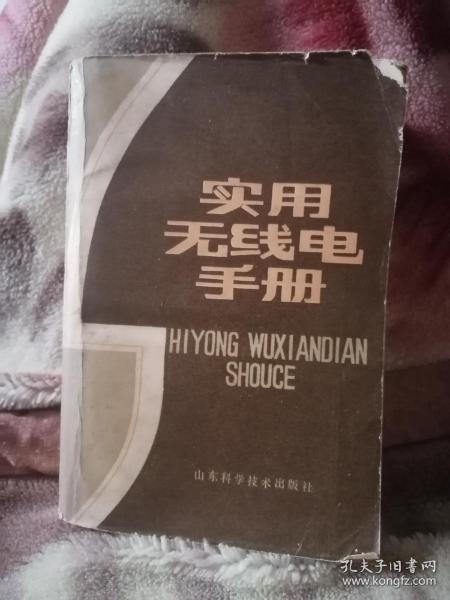 实用
无线电
手册
HIYONG WUXIANDIAN
SHOUCE
山东科学技术出版社
孔夫子旧书网
www.kongfz.com